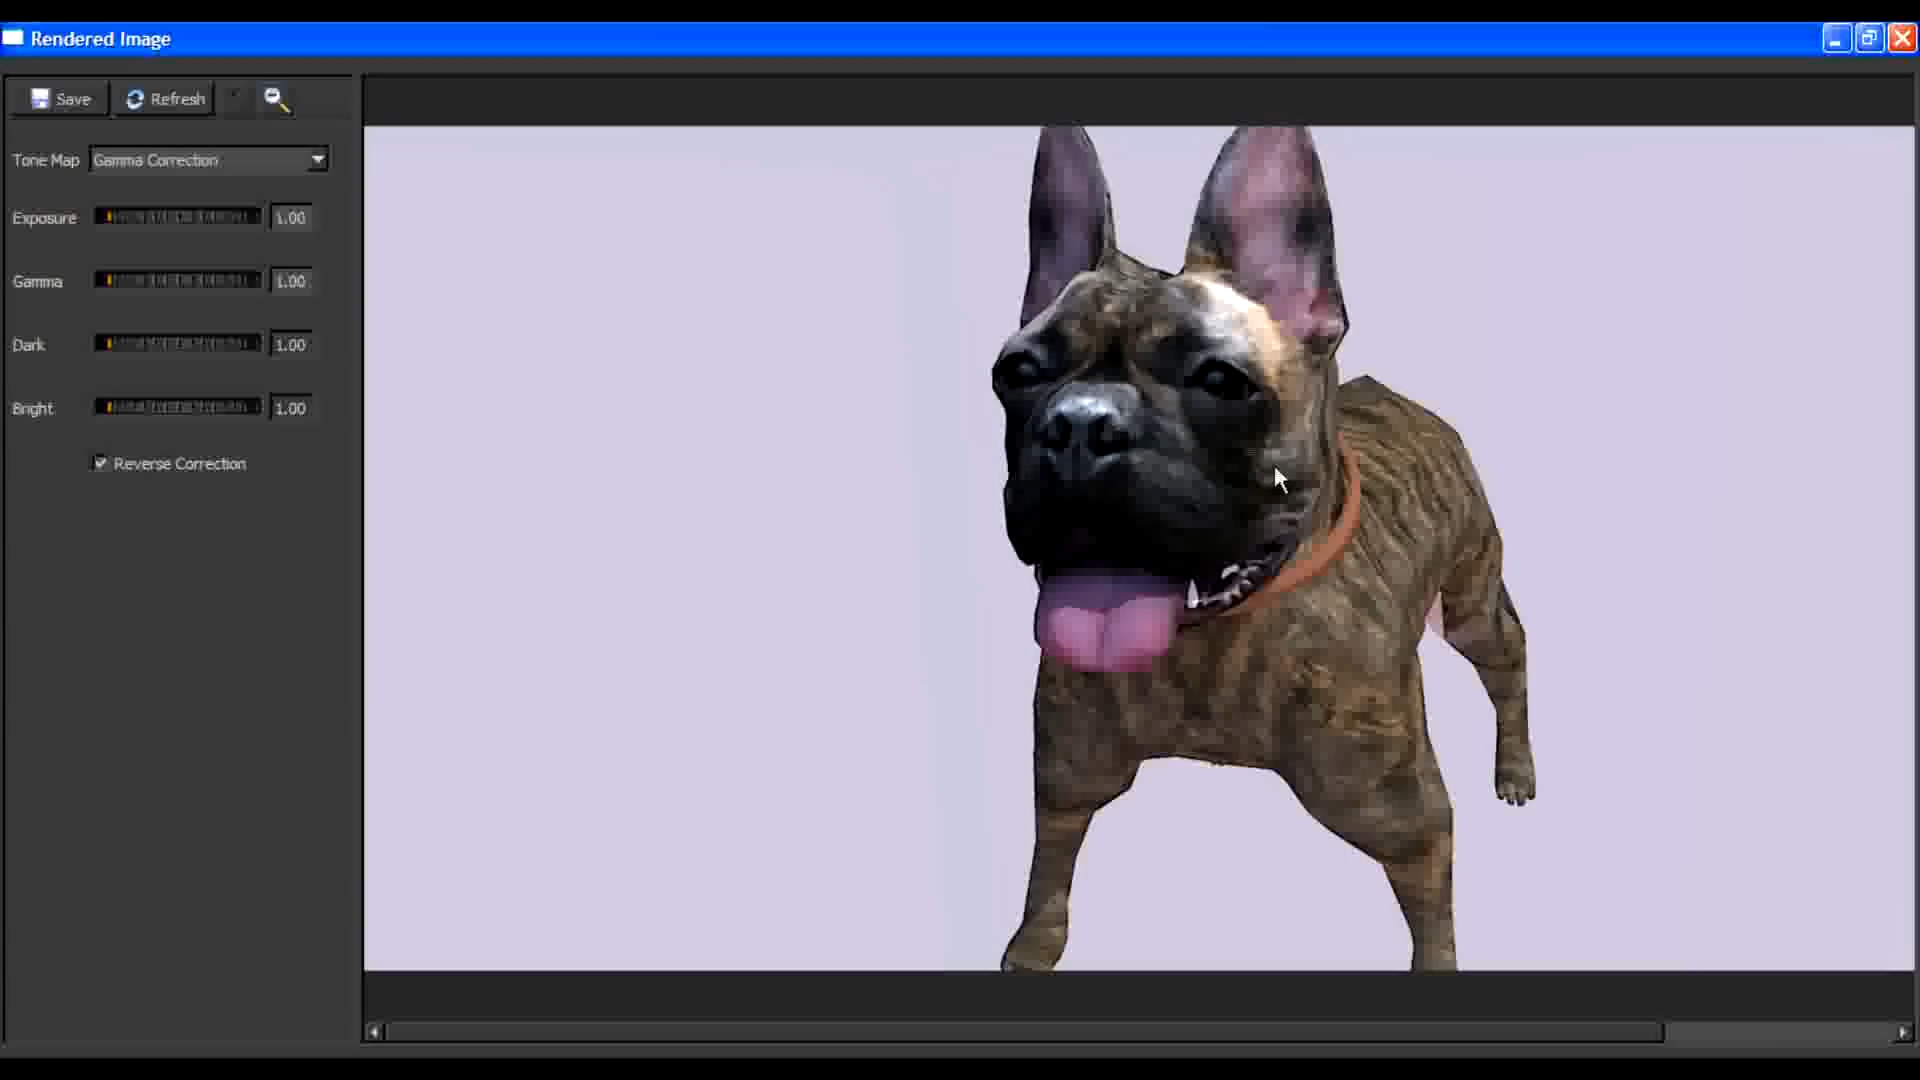 Rendered Image
Save Refresh
Tone Map Gamma Correction
Exposure 1.00
Gamma 1.00
Dark 1.00
Bright 1.00
Reverse Correction